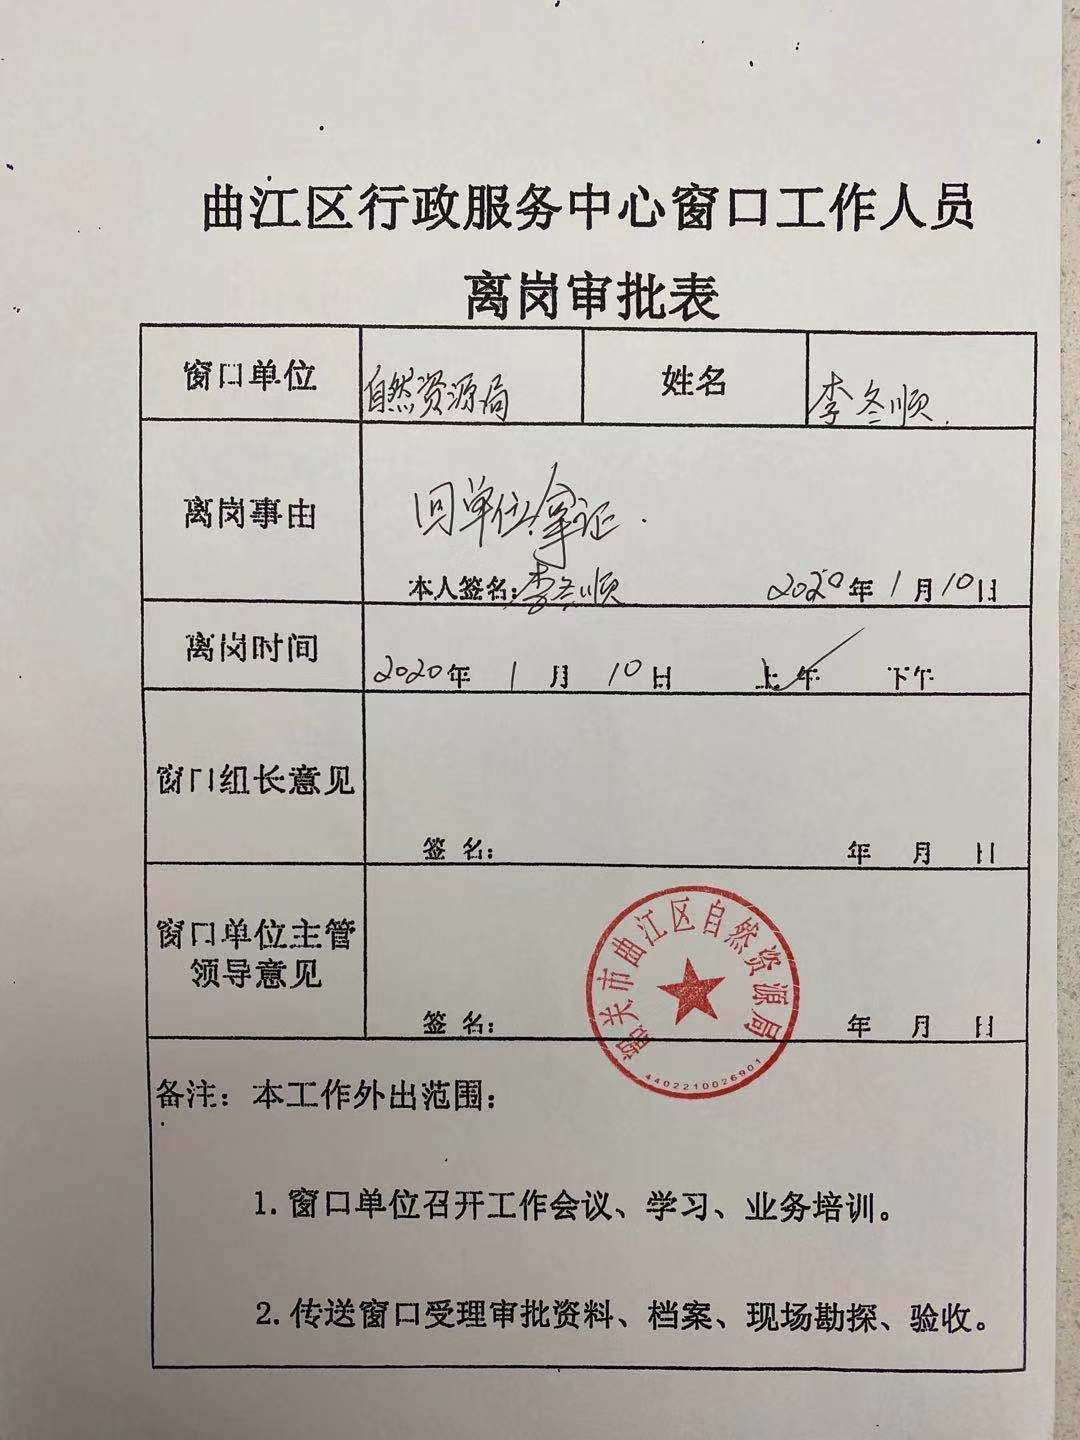 曲江区行政服务中心窗口工作人员
离岗审批表
窗口单位 自然资源局 姓名 李冬顺
离岗事由 回单位拿证.
本人签名: 李冬顺 2020年1月10日
离岗时间 2020年 1月 10日 上午 下午
窗口组长意见
签 名: 年 月 日
窗口单位主管
领导意见
签 名: 年 月 日
韶关市曲江区自然资源局
4402210026901
备注: 本工作外出范围:
1.窗口单位召开工作会议、学习、业务培训。
2.传送窗口受理审批资料、档案、现场勘探、验收。